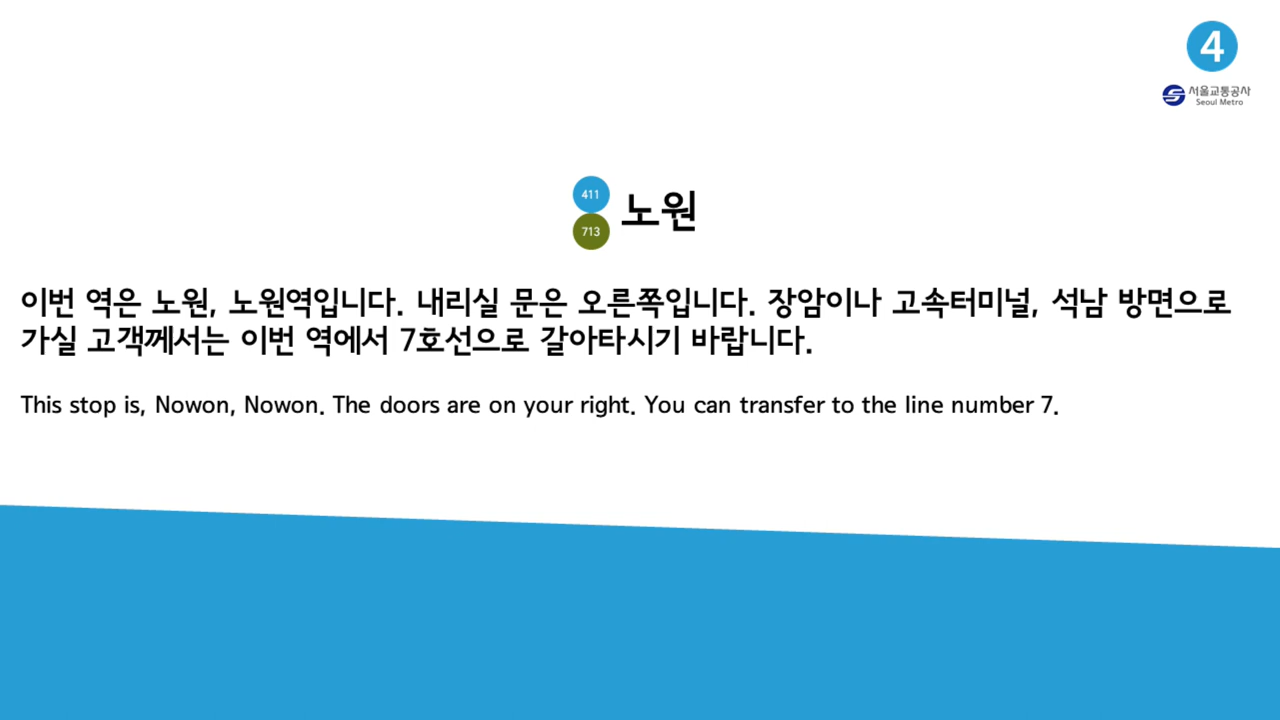 4
서울교통공사
Seoul Metro
411
713
노원
이번 역은 노원, 노원역입니다. 내리실 문은 오른쪽입니다. 장암이나 고속터미널, 석남 방면으로
가실 고객께서는 이번 역에서 7호선으로 갈아타시기 바랍니다.
This stop is, Nowon, Nowon. The doors are on your right. You can transfer to the line number 7.